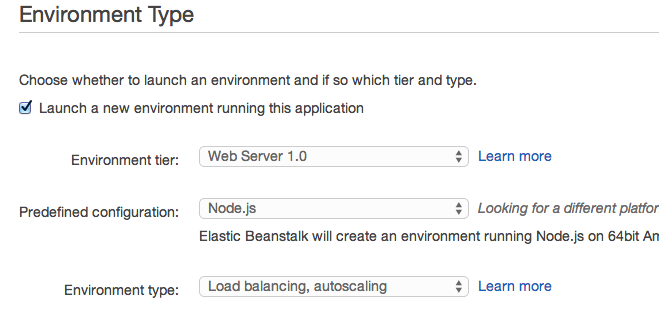 Environment Type
Choose whether to launch an environment and if so which tier and type.
Launch a new environment running this application
Environment tier: Web Server 1.0 Learn more
Predefined configuration: Node.js Looking for a different platfor
Elastic Beanstalk will create an environment running Node.js on 64bit Am
Environment type: Load balancing, autoscaling Learn more